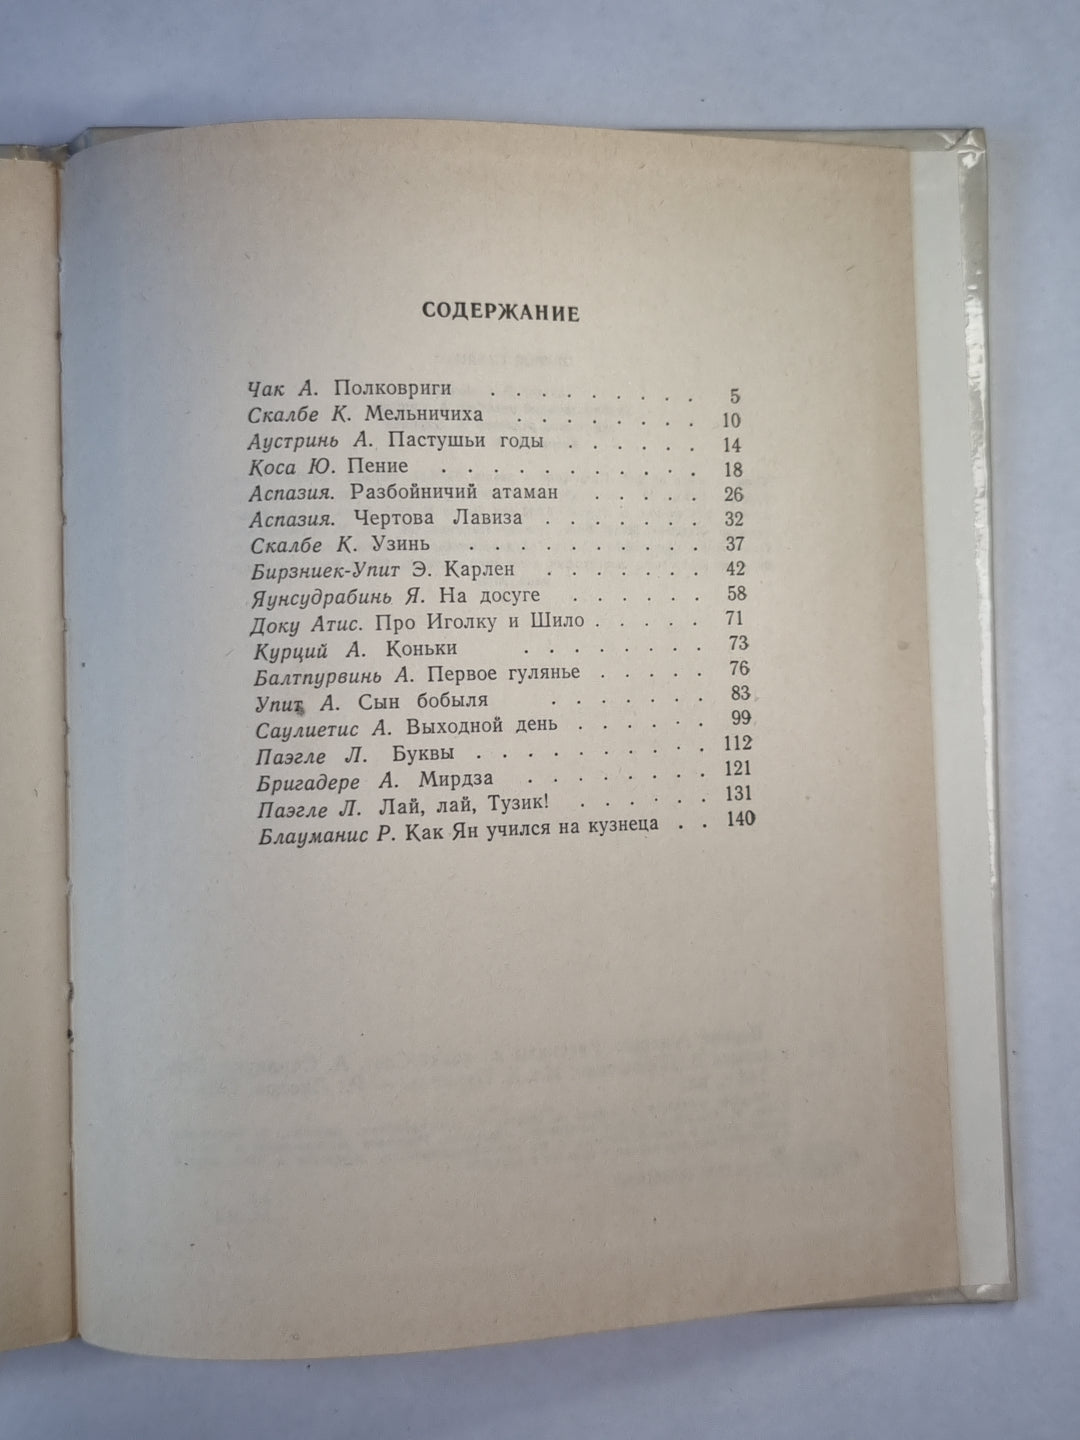 СОДЕРЖАНИЕ
Чак А. Полковриги . . . . . . . . . 5
Скалбе К. Мельничиха . . . . . . . . 10
Аустринь А. Пастушьи годы . . . . . . 14
Коса Ю. Пение . . . . . . . . . . . 18
Аспазия. Разбойничий атаман . . . . . 26
Аспазия. Чертова Лавиза . . . . . . . 32
Скалбе К. Узинь . . . . . . . . . . 37
Бирзниек-Упит Э. Карлен . . . . . . . 42
Яунсудрабинь Я. На досуге . . . . . . 58
Доку Атис. Про Иголку и Шило . . . . . 71
Курций А. Коньки . . . . . . . . 73
Балтпурвинь А. Первое гулянье . . . . . 76
Упит А. Сын бобыля . . . . . . . 83
Саулиетис А. Выходной день . . . . . . 99
Паэгле Л. Буквы . . . . . . . . . . 112
Бригадере А. Мирдза . . . . . . . . 121
Паэгле Л. Лай, лай, Тузик! . . . . . . 131
Блауманис Р. Как Ян учился на кузнеца . . 140